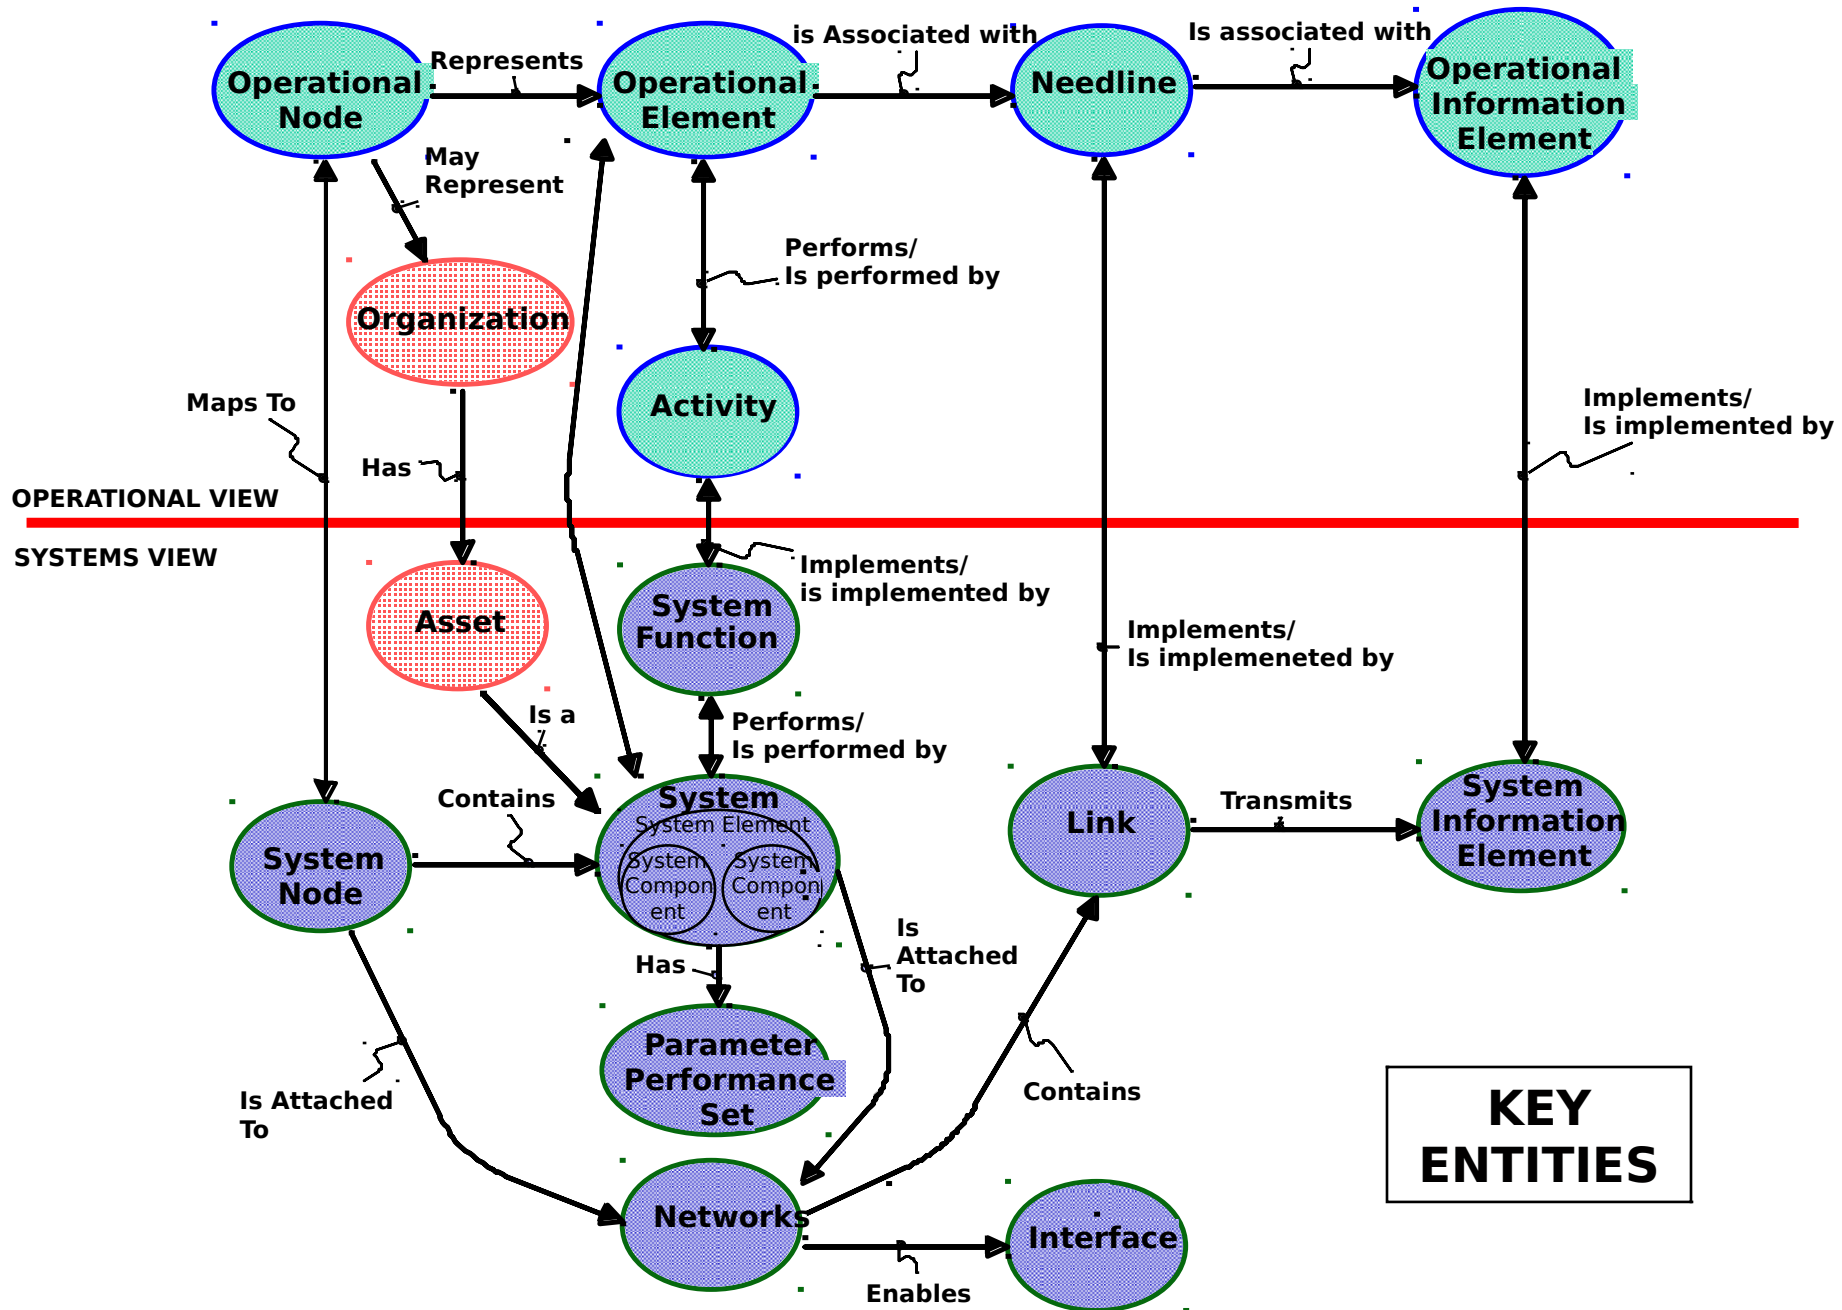 is Associated with
Is associated with
Represents
Operational
Node
Operational
Element
Needline
Operational
Information
Element
May
Represent
Performs/
Is performed by
Organization
Activity
Maps To
Implements/
Is implemented by
Has
OPERATIONAL VIEW
SYSTEMS VIEW
Implements/
is implemented by
System
Function
Asset
Implements/
Is implemeneted by
Is a
Performs/
Is performed by
Contains
System
System Element
System
Compon
ent
System
Compon
ent
Link
Transmits
System
Information
Element
System
Node
Is
Attached
To
Has
Parameter
Performance
Set
Is Attached
To
Contains
KEY
ENTITIES
Networks
Interface
Enables